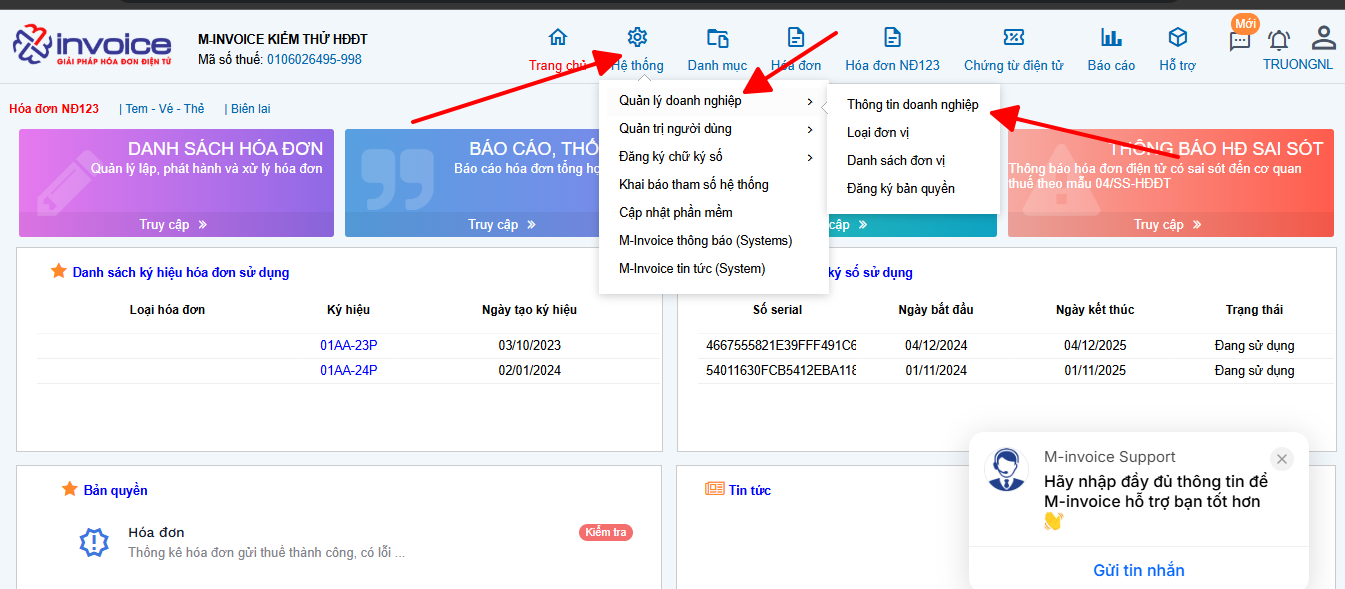 invoice
GIẢI PHÁP HÓA ĐƠN ĐIỆN TỬ
M-INVOICE KIỂM THỬ HĐĐT
Mã số thuế: 0106026495-998
Trang chủ
Hệ thống
Danh mục
Hóa đơn
Hóa đơn NĐ123
Chứng từ điện tử
Báo cáo
Hỗ trợ
Mới
TRUONGNL
Hóa đơn NĐ123 | Tem - Vé - Thẻ | Biên lai
Quản lý doanh nghiệp
Quản trị người dùng
Đăng ký chữ ký số
Khai báo tham số hệ thống
Cập nhật phần mềm
M-Invoice thông báo (Systems)
M-Invoice tin tức (System)
Thông tin doanh nghiệp
Loại đơn vị
Danh sách đơn vị
Đăng ký bản quyền
DANH SÁCH HÓA ĐƠN
Quản lý lập, phát hành và xử lý hóa đơn
Truy cập »
BÁO CÁO, THỐ
Báo cáo hóa đơn tổng hợ
Truy cập »
cập »
THÔNG BÁO HĐ SAI SÓT
Thông báo hóa đơn điện tử có sai sót đến cơ quan
thuế theo mẫu 04/SS-HĐĐT
Truy cập »
Danh sách ký hiệu hóa đơn sử dụng
Loại hóa đơn Ký hiệu Ngày tạo ký hiệu
01AA-23P 03/10/2023
01AA-24P 02/01/2024
ký số sử dụng
Số serial Ngày bắt đầu Ngày kết thúc Trạng thái
4667555821E39FFF491C6 04/12/2024 04/12/2025 Đang sử dụng
54011630FCB5412EBA118 01/11/2024 01/11/2025 Đang sử dụng
Bản quyền
Hóa đơn
Thống kê hóa đơn gửi thuế thành công, có lỗi ...
Kiểm tra
Tin tức
M-invoice Support
Hãy nhập đầy đủ thông tin để
M-invoice hỗ trợ bạn tốt hơn
👋
Gửi tin nhắn